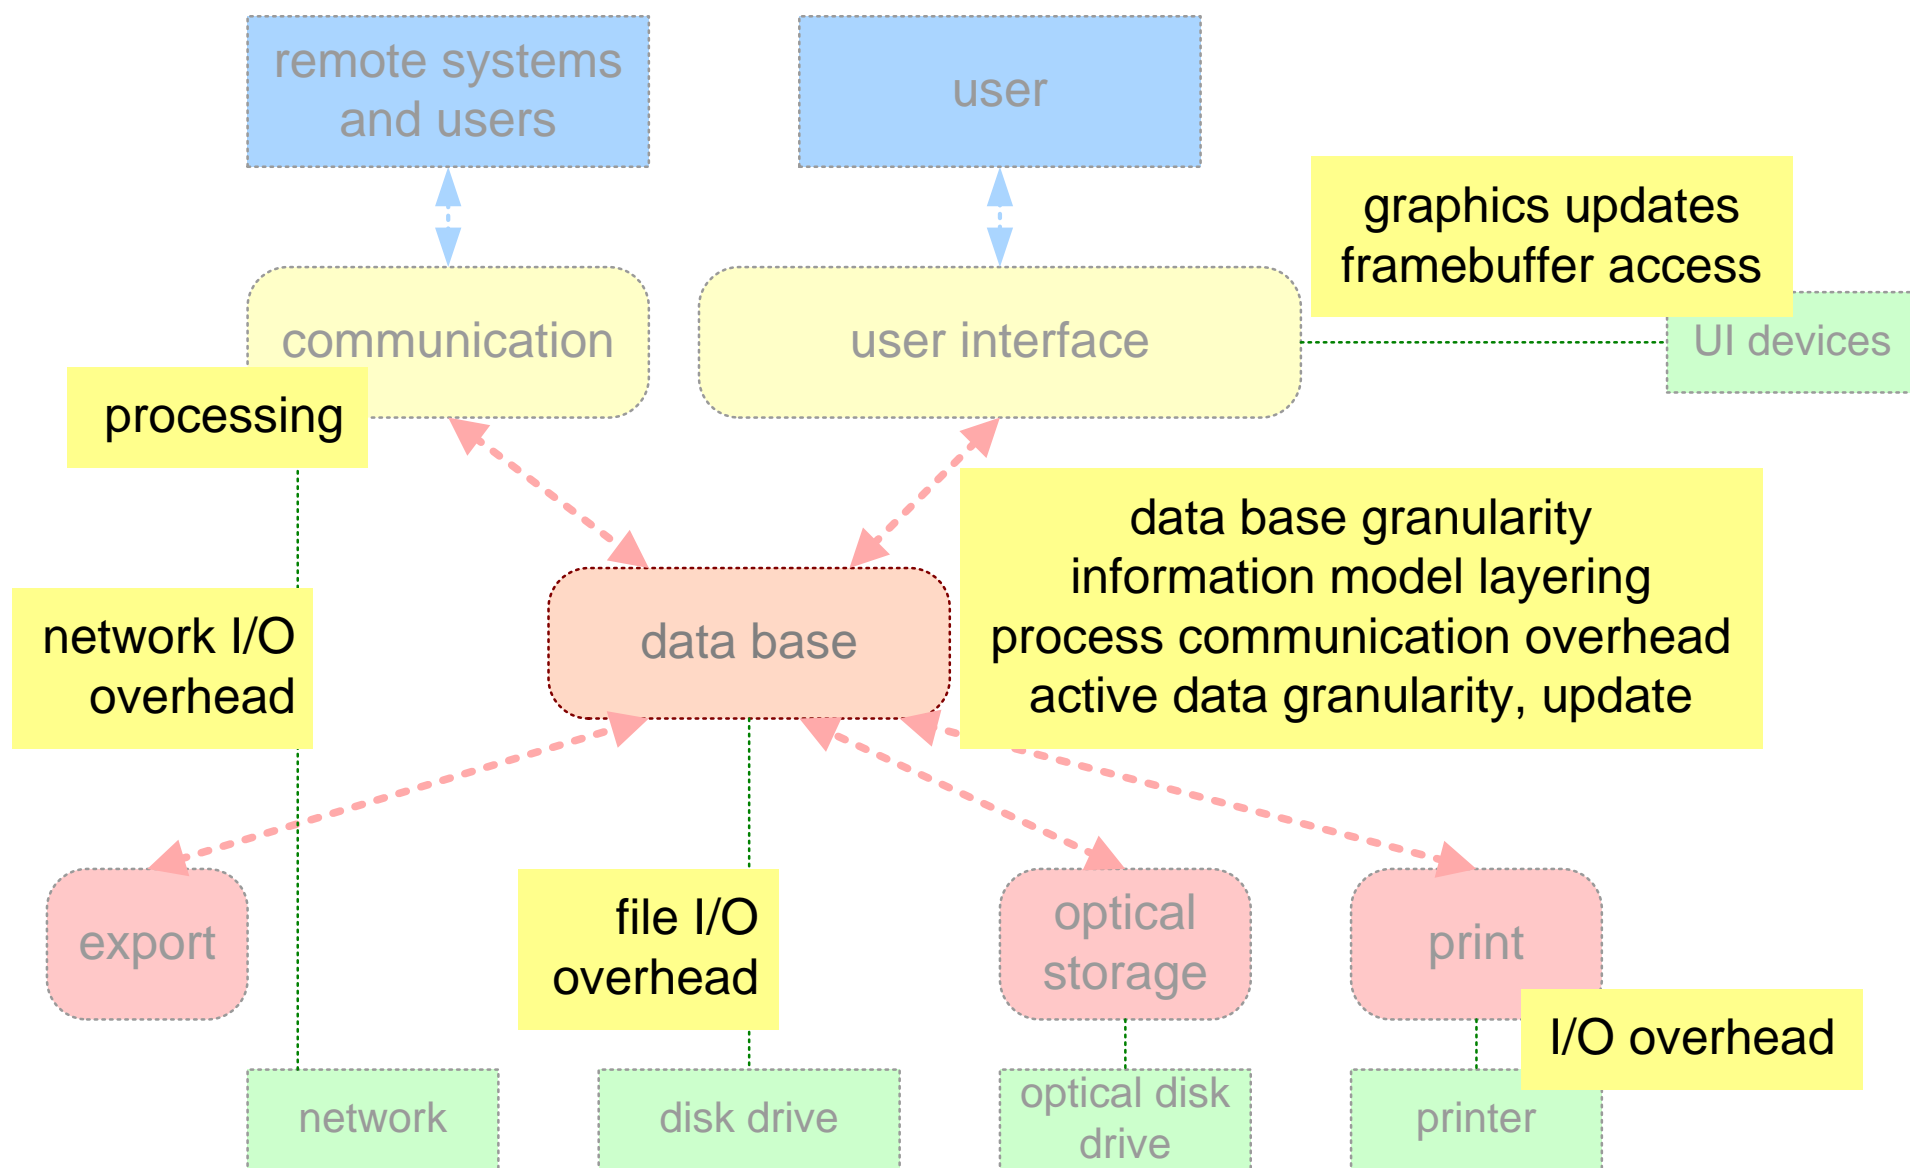 remote systems
and users
user
graphics updates
framebuffer access
communication
user interface
UI devices
processing
data base granularity
information model layering
process communication overhead
active data granularity, update
network I/O
overhead
data base
export
file I/O
overhead
optical
storage
print
I/O overhead
network
disk drive
optical disk
drive
printer